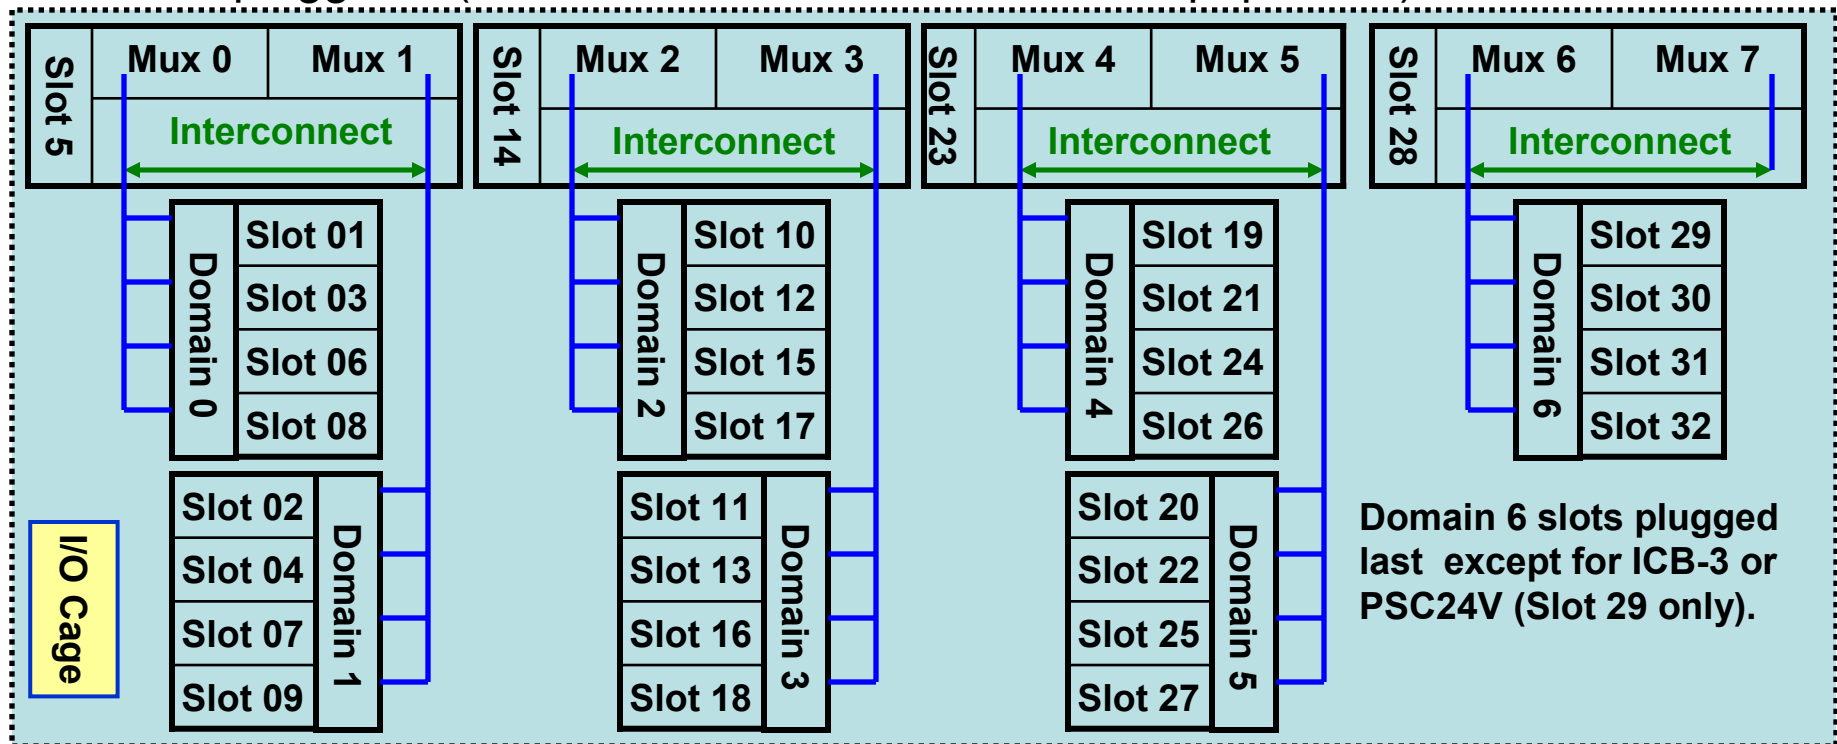 Slot 5
Mux 0
Mux 1
Interconnect
Slot 14
Mux 2
Mux 3
Interconnect
Slot 23
Mux 4
Mux 5
Interconnect
Slot 28
Mux 6
Mux 7
Interconnect
Domain 0
Slot 01
Slot 03
Slot 06
Slot 08
Domain 2
Slot 10
Slot 12
Slot 15
Slot 17
Domain 4
Slot 19
Slot 21
Slot 24
Slot 26
Domain 6
Slot 29
Slot 30
Slot 31
Slot 32
I/O Cage
Slot 02
Slot 04
Slot 07
Slot 09
Domain 1
Slot 11
Slot 13
Slot 16
Slot 18
Domain 3
Slot 20
Slot 22
Slot 25
Slot 27
Domain 5
Domain 6 slots plugged
last except for ICB-3 or
PSC24V (Slot 29 only).